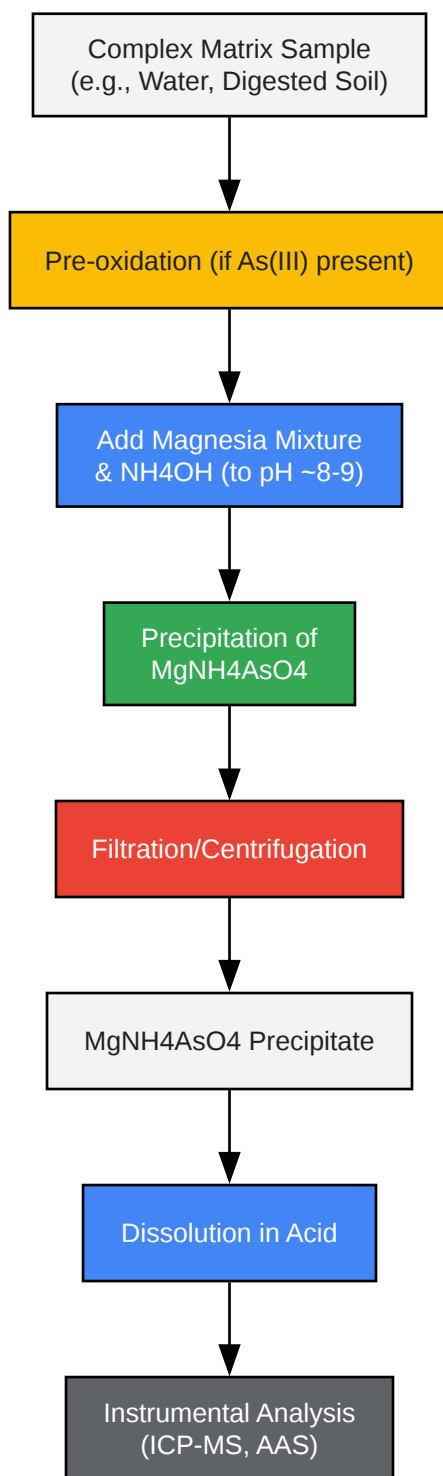 Complex Matrix Sample
(e.g., Water, Digested Soil)
Pre-oxidation (if As(III) present)
Add Magnesia Mixture
& NH4OH (to pH ~8-9)
Precipitation of
MgNH4AsO4
Filtration/Centrifugation
MgNH4AsO4 Precipitate
Dissolution in Acid
Instrumental Analysis
(ICP-MS, AAS)